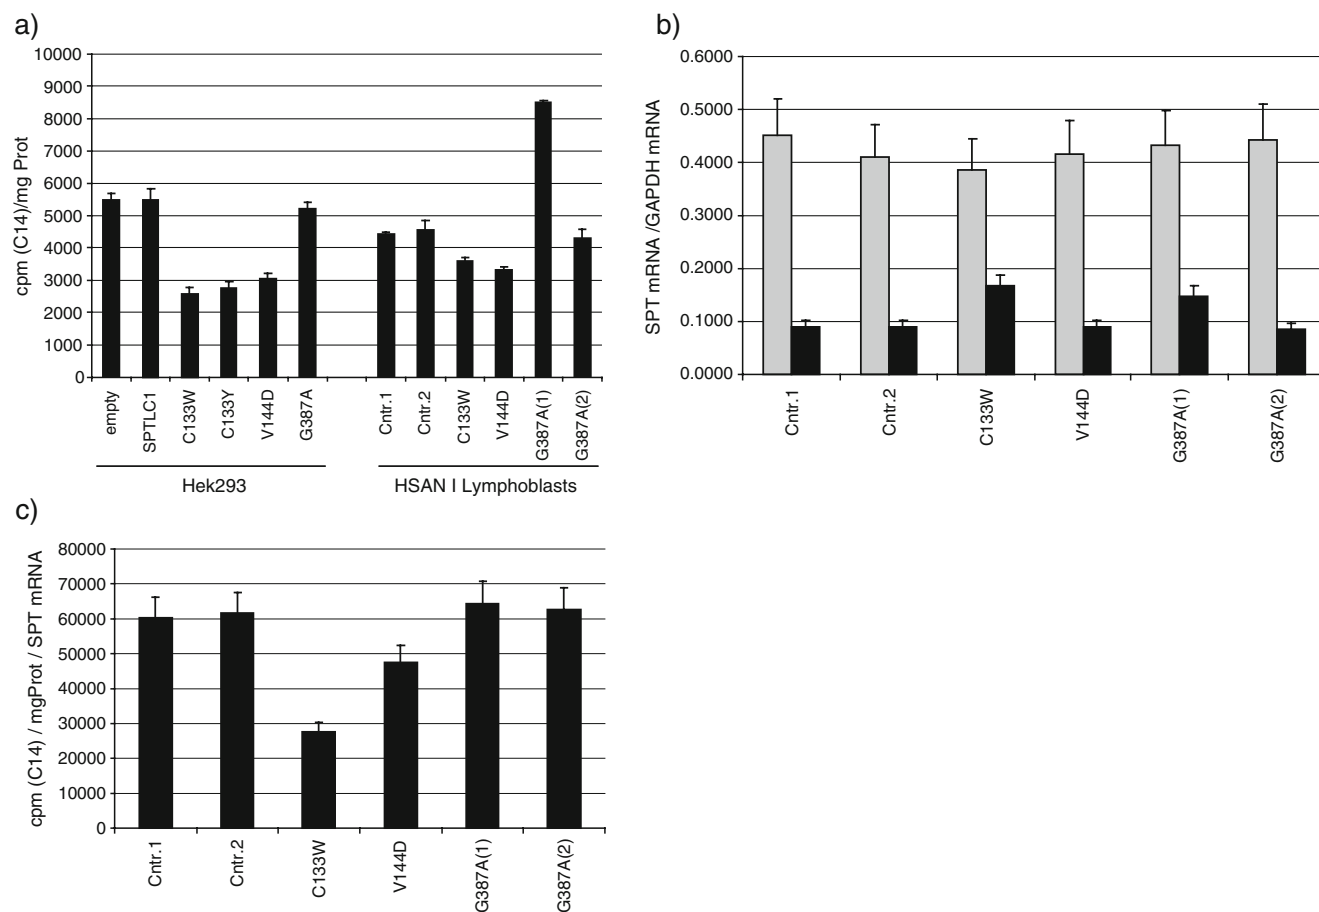 a)
10000
9000
8000
7000
6000
5000
4000
3000
2000
1000
0
cpm (C14)/mg Prot
empty
SPTLC1
C133W
C133Y
V144D
G387A
Cntr.1
Cntr.2
C133W
V144D
G387A(1)
G387A(2)
Hek293
HSAN I Lymphoblasts
b)
0.6000
0.5000
0.4000
0.3000
0.2000
0.1000
0.0000
SPT mRNA /GAPDH mRNA
Cntr.1
Cntr.2
C133W
V144D
G387A(1)
G387A(2)
c)
80000
70000
60000
50000
40000
30000
20000
10000
0
cpm (C14) / mgProt / SPT mRNA
Cntr.1
Cntr.2
C133W
V144D
G387A(1)
G387A(2)